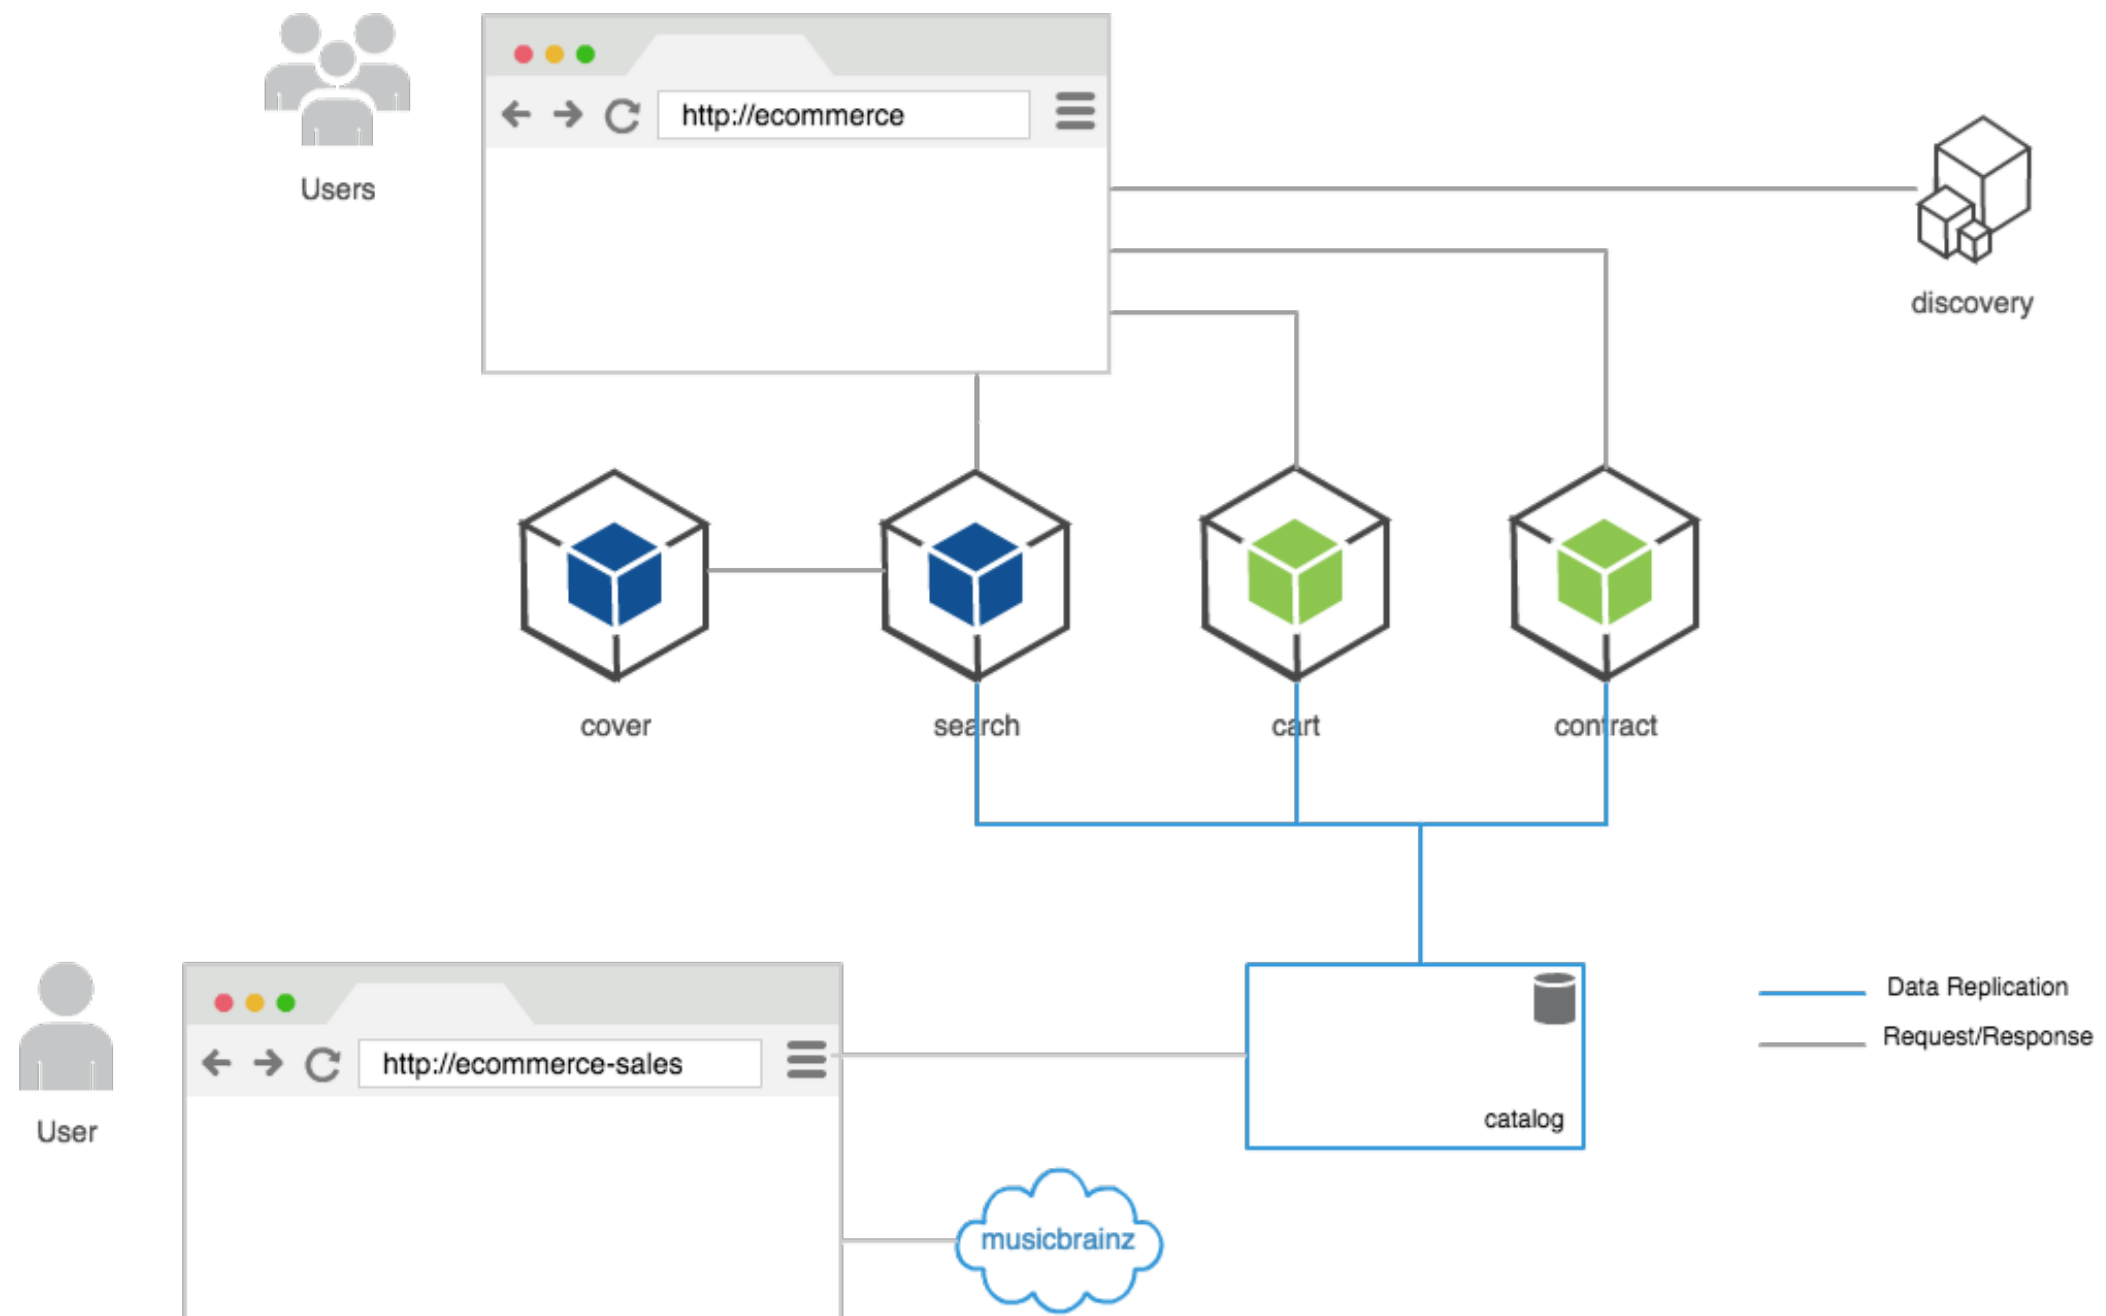 http://ecommerce
Users
discovery
cover
search
cart
contract
Data Replication
Request/Response
http://ecommerce-sales
catalog
User
musicbrainz